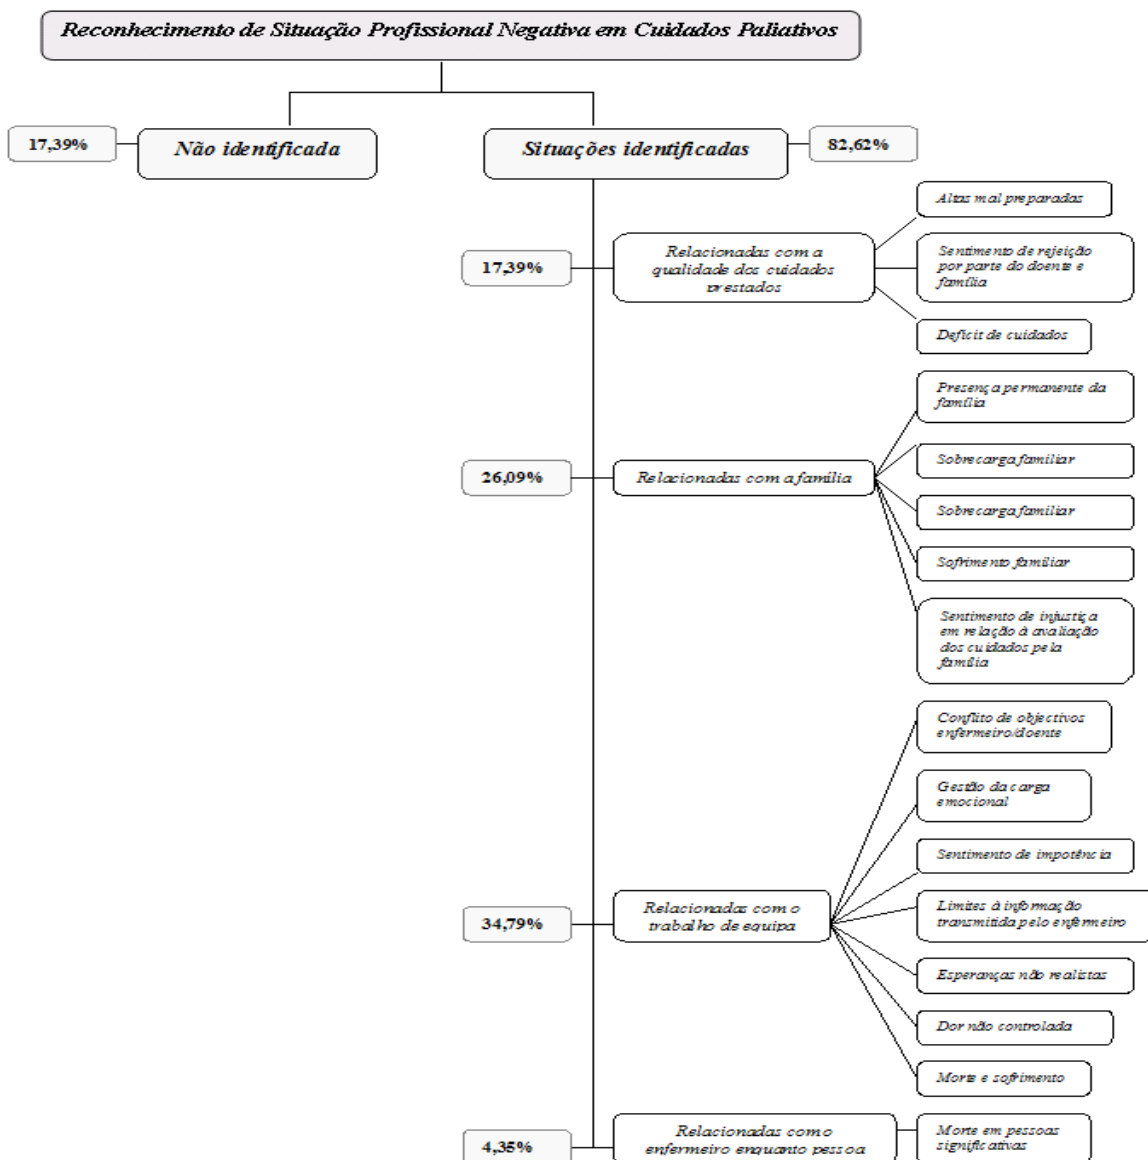 Reconhecimento de Situação Profissional Negativa em Cuidados Paliativos
17,39%
Não identificada
Situações identificadas
82,62%
Altas mal preparadas
17,39%
Relacionadas com a
qualidade dos cuidados
prestados
Sentimento de rejeição
por parte do doente e
família
Deficit de cuidados
Presença permanente da
família
26,09%
Relacionadas com a família
Sobrecarga familiar
Sobrecarga familiar
Sofrimento familiar
Sentimento de injustiça
em relação à avaliação
dos cuidados pela
família
Conflito de objectivos
enfermeiro/doente
Gestão da carga
emocional
Sentimento de impotência
34,79%
Relacionadas com o
trabalho de equipa
Limites à informação
transmitida pelo enfermeiro
Esperanças não realistas
Dor não controlada
Morte e sofrimento
4,35%
Relacionadas com o
enfermeiro enquanto pessoa
Morte em pessoas
significativas